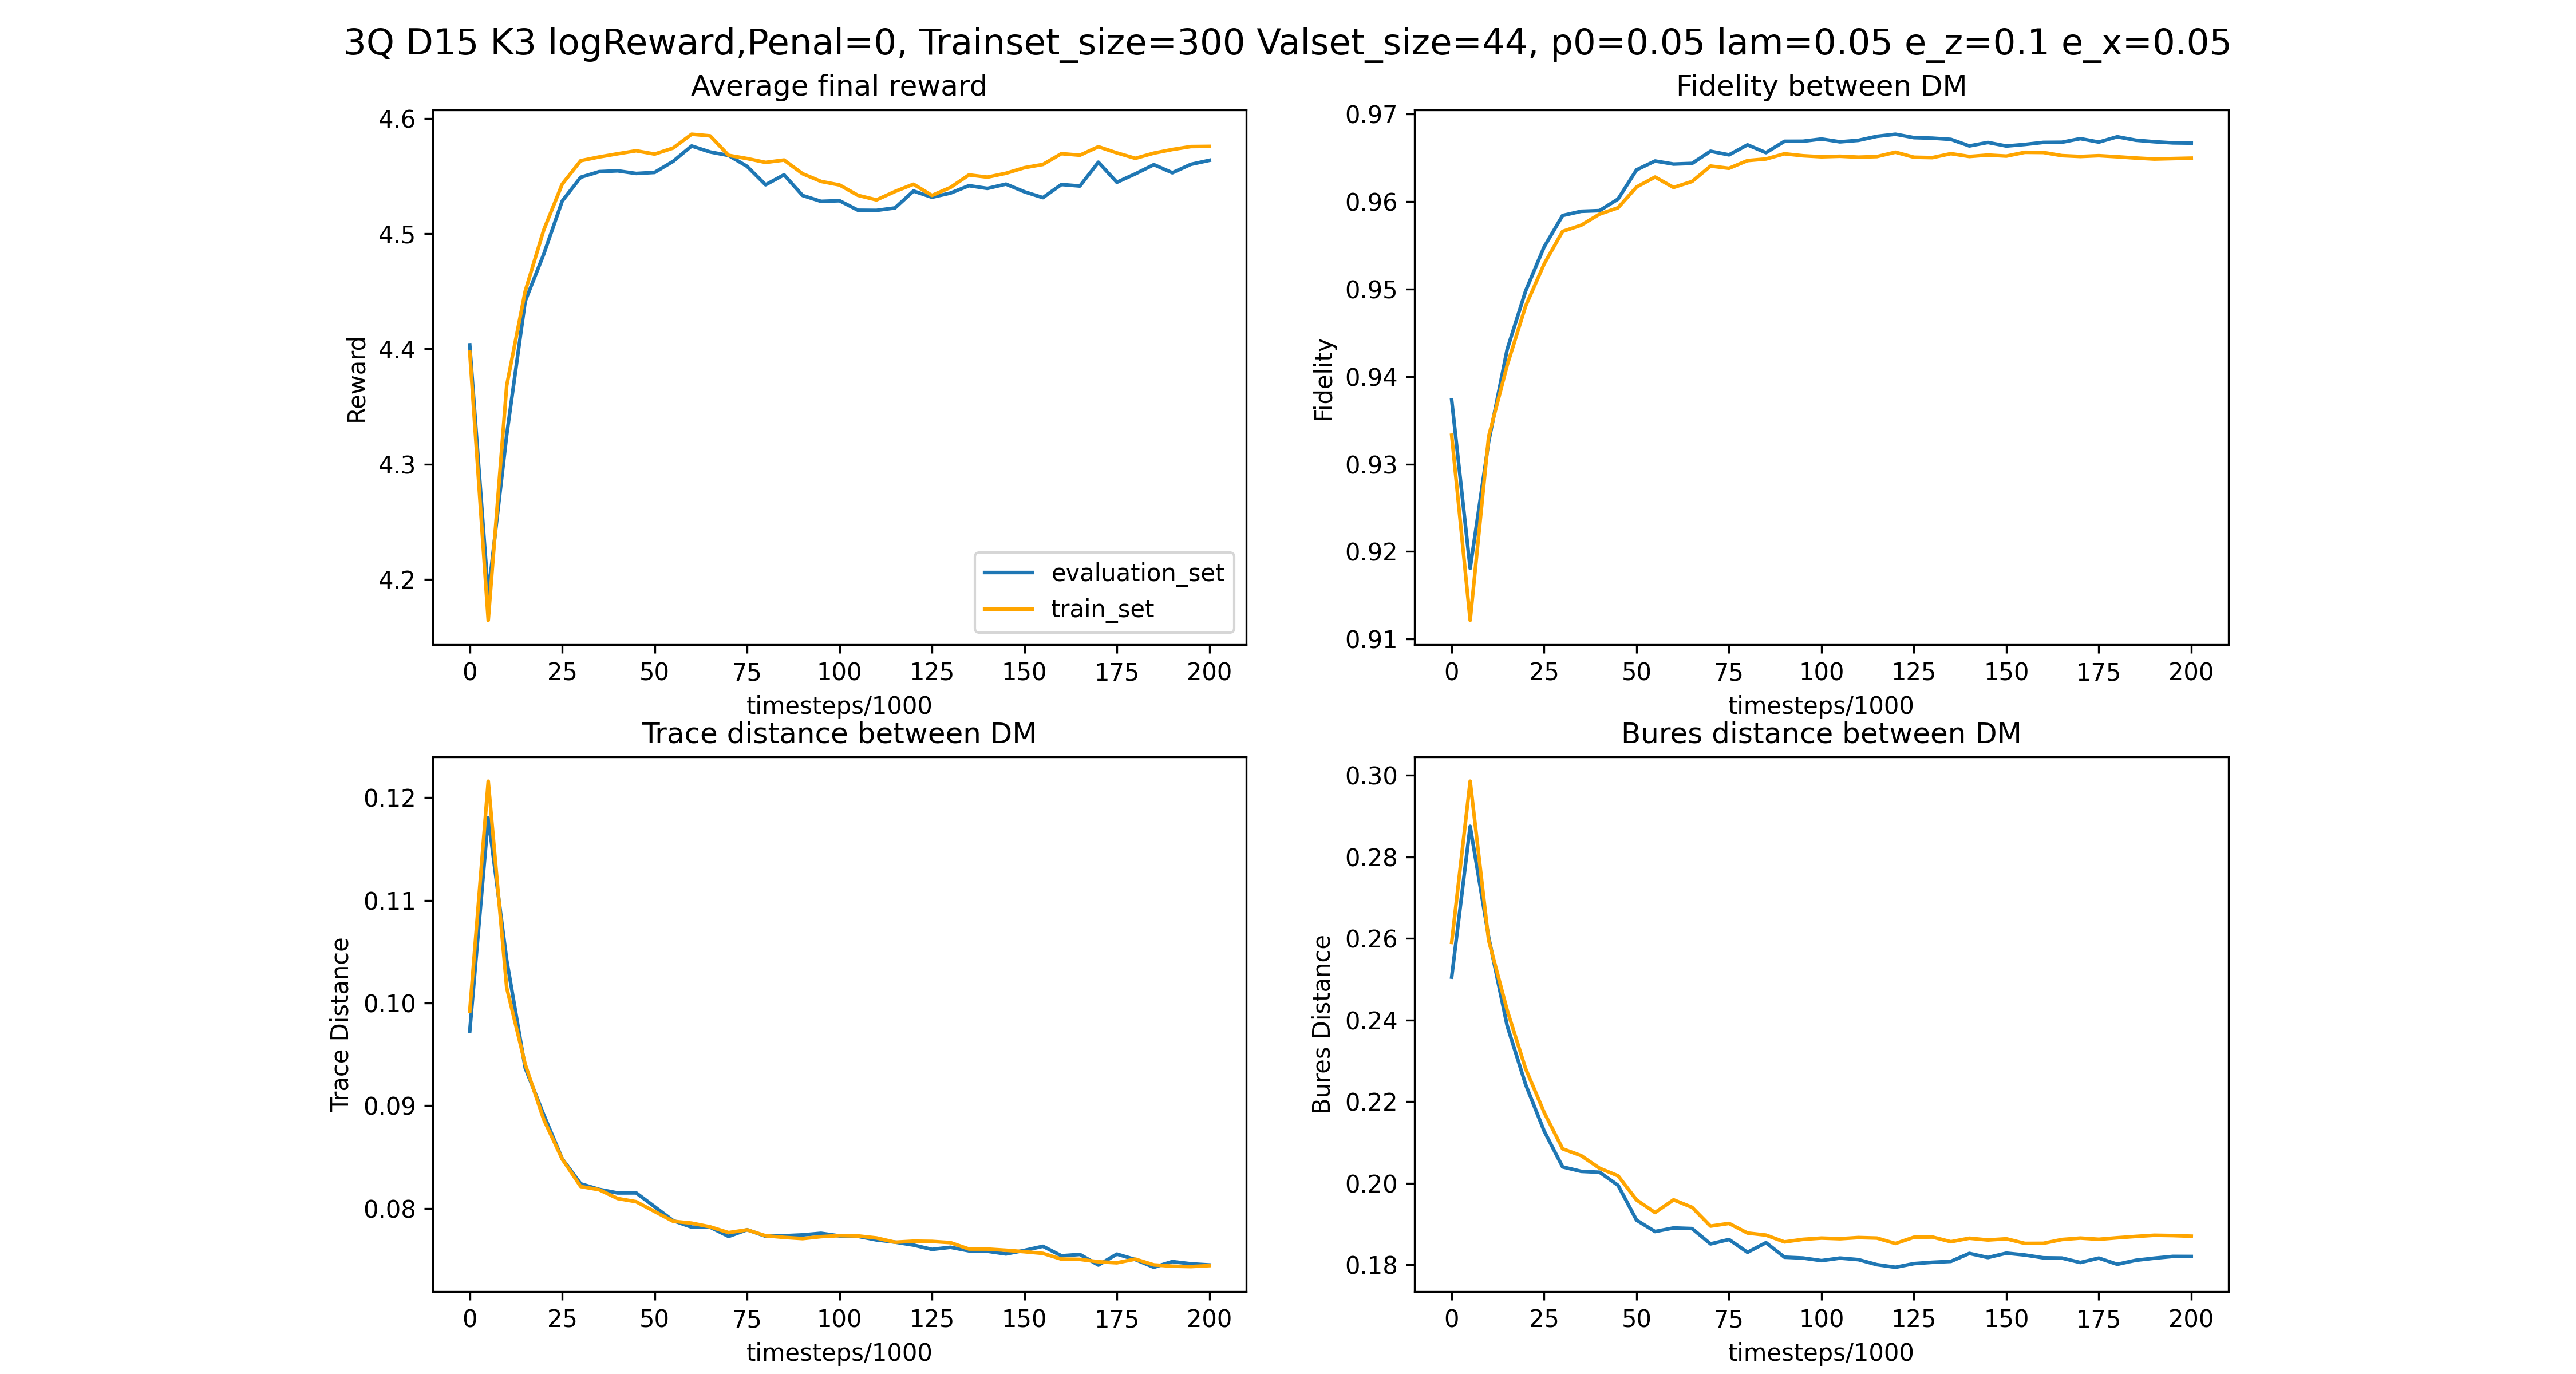 3Q D15 K3 logReward,Penal=0, Trainset_size=300 Valset_size=44, p0=0.05 lam=0.05 e_z=0.1 e_x=0.05
Average final reward
4.6
4.5
4.4
4.3
4.2
Reward
evaluation_set
train_set
0 25 50 75 100 125 150 175 200
timesteps/1000
Fidelity between DM
0.97
0.96
0.95
0.94
0.93
0.92
0.91
Fidelity
0 25 50 75 100 125 150 175 200
timesteps/1000
Trace distance between DM
0.12
0.11
0.10
0.09
0.08
Trace Distance
0 25 50 75 100 125 150 175 200
timesteps/1000
Bures distance between DM
0.30
0.28
0.26
0.24
0.22
0.20
0.18
Bures Distance
0 25 50 75 100 125 150 175 200
timesteps/1000